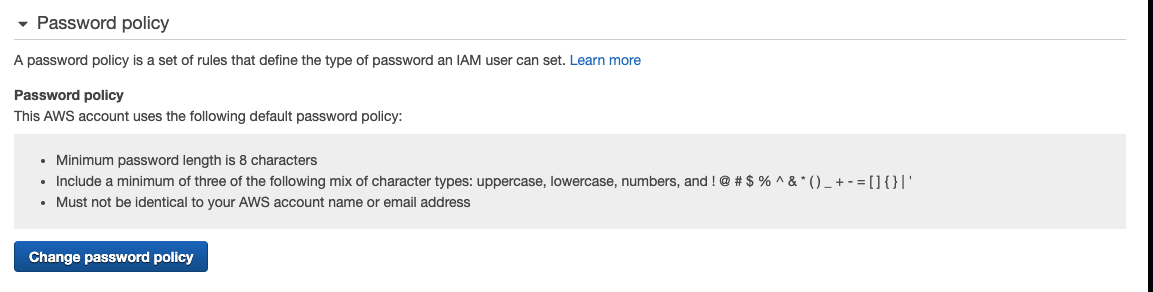 Password policy
A password policy is a set of rules that define the type of password an IAM user can set. Learn more
Password policy
This AWS account uses the following default password policy:
• Minimum password length is 8 characters
• Include a minimum of three of the following mix of character types: uppercase, lowercase, numbers, and ! @ # $ % ^ & * ( ) _ + - = [ ] { } | '
• Must not be identical to your AWS account name or email address
Change password policy